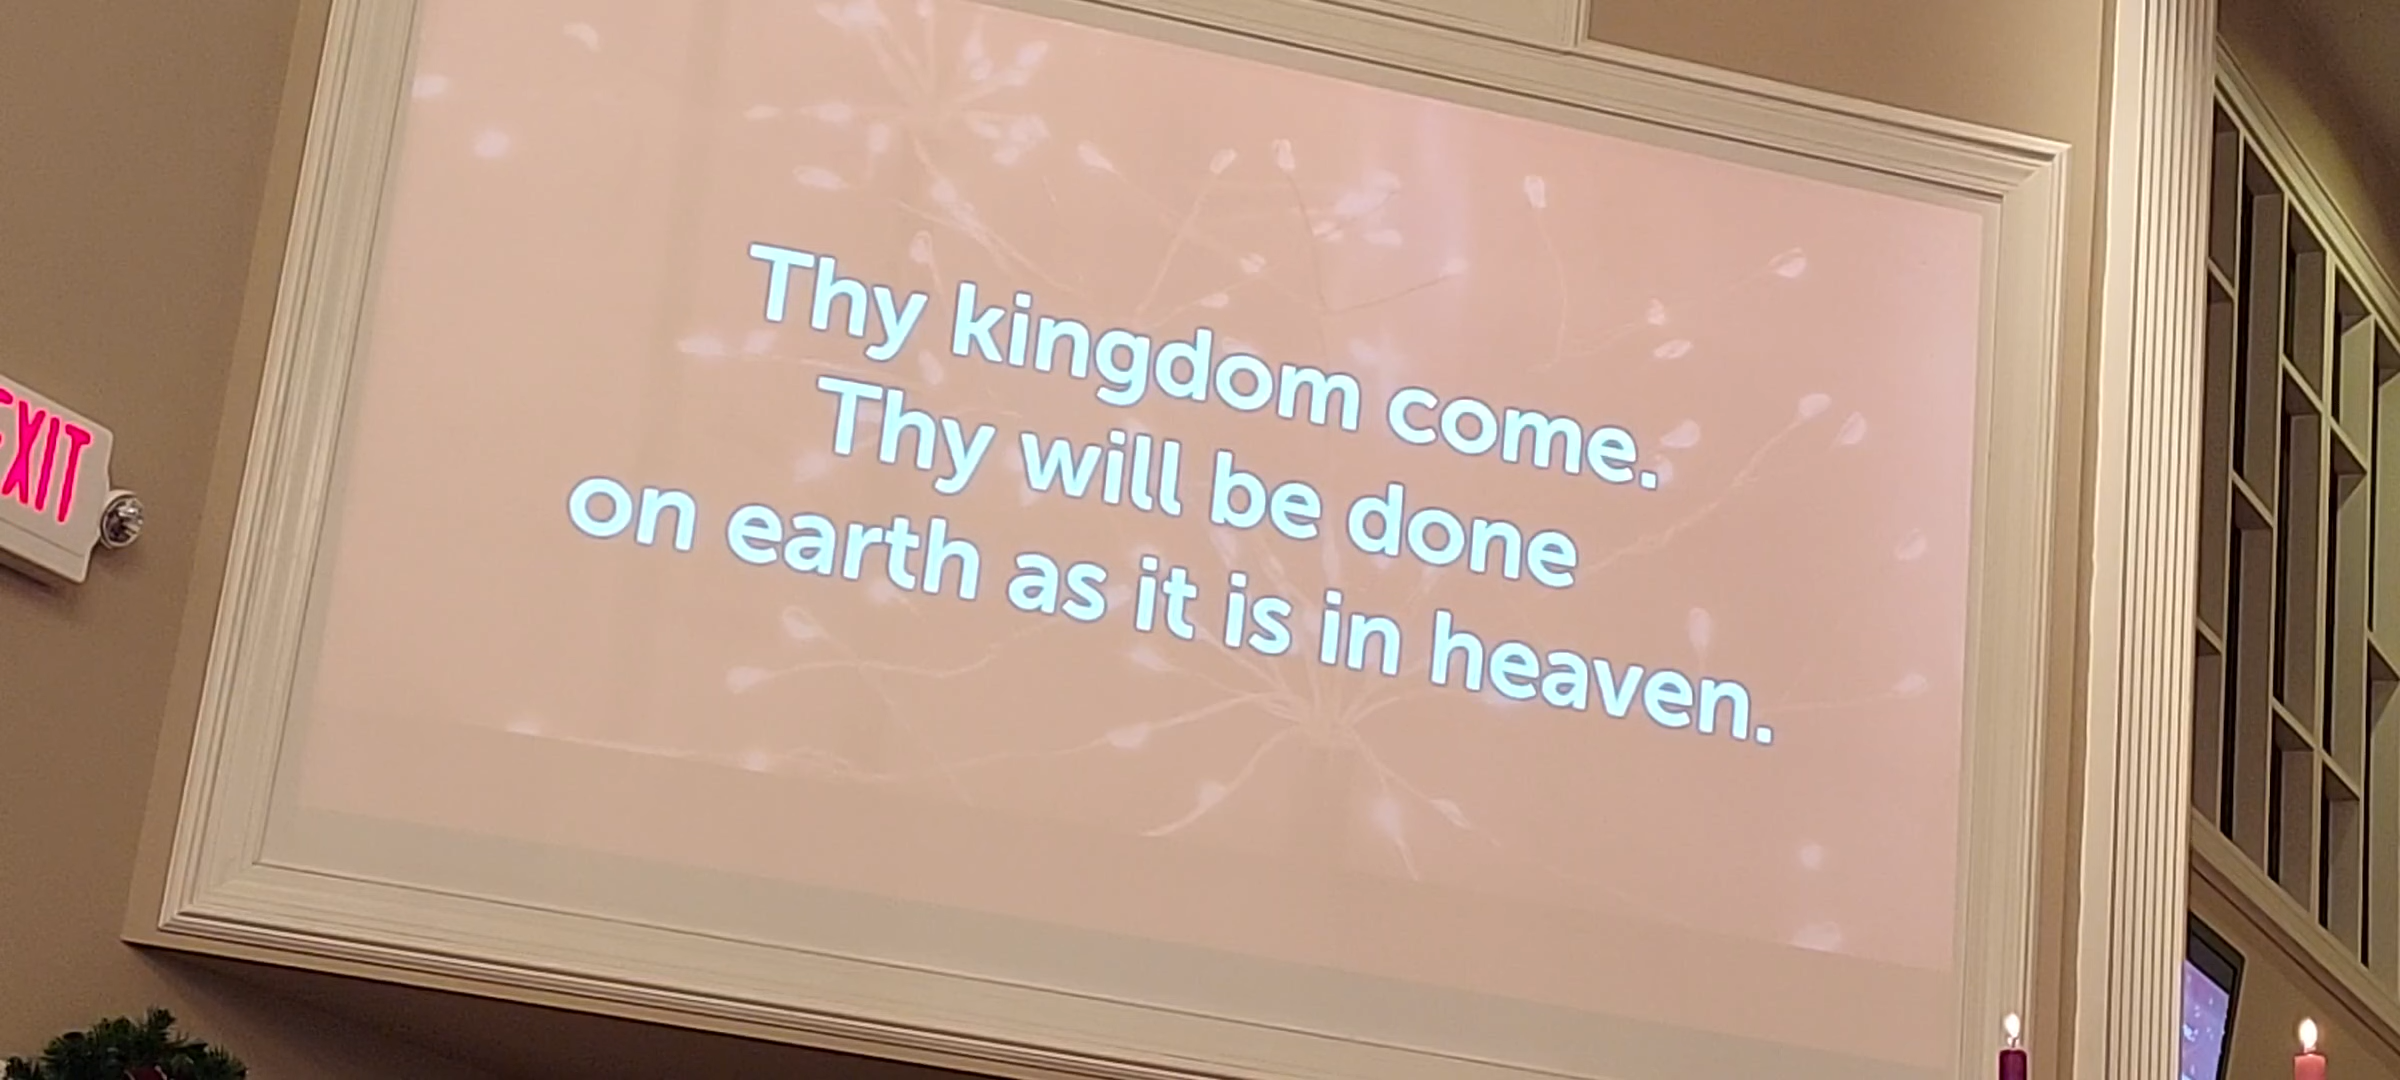 Thy kingdom come.
Thy will be done
on earth as it is in heaven.
EXIT